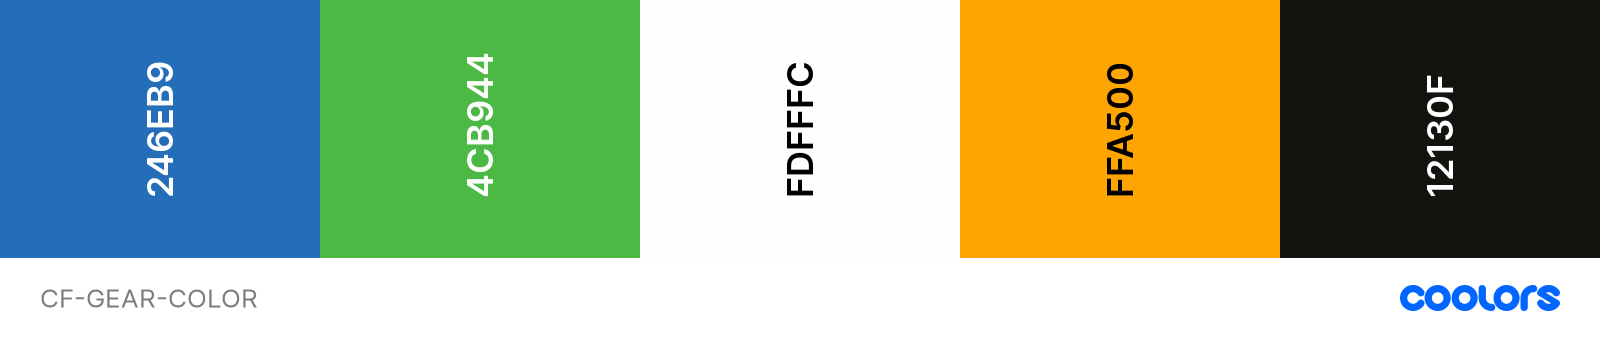 246EB9
4CB944
FDFFFC
FFA500
12130F
CF-GEAR-COLOR
coolors